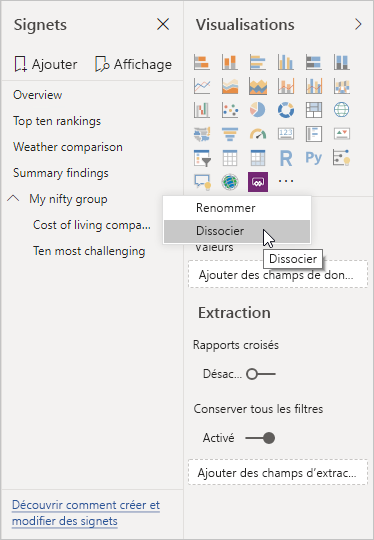 Signets
Ajouter
Affichage
Overview
Top ten rankings
Weather comparison
Summary findings
My nifty group
Cost of living compa...
Ten most challenging
Découvrir comment créer et
modifier des signets
Visualisations
123
R
Py
Renommer
Dissocier
Dissocier
Valeurs
Ajouter des champs de don...
Extraction
Rapports croisés
Désac...
Conserver tous les filtres
Activé
Ajouter des champs d'extrac...